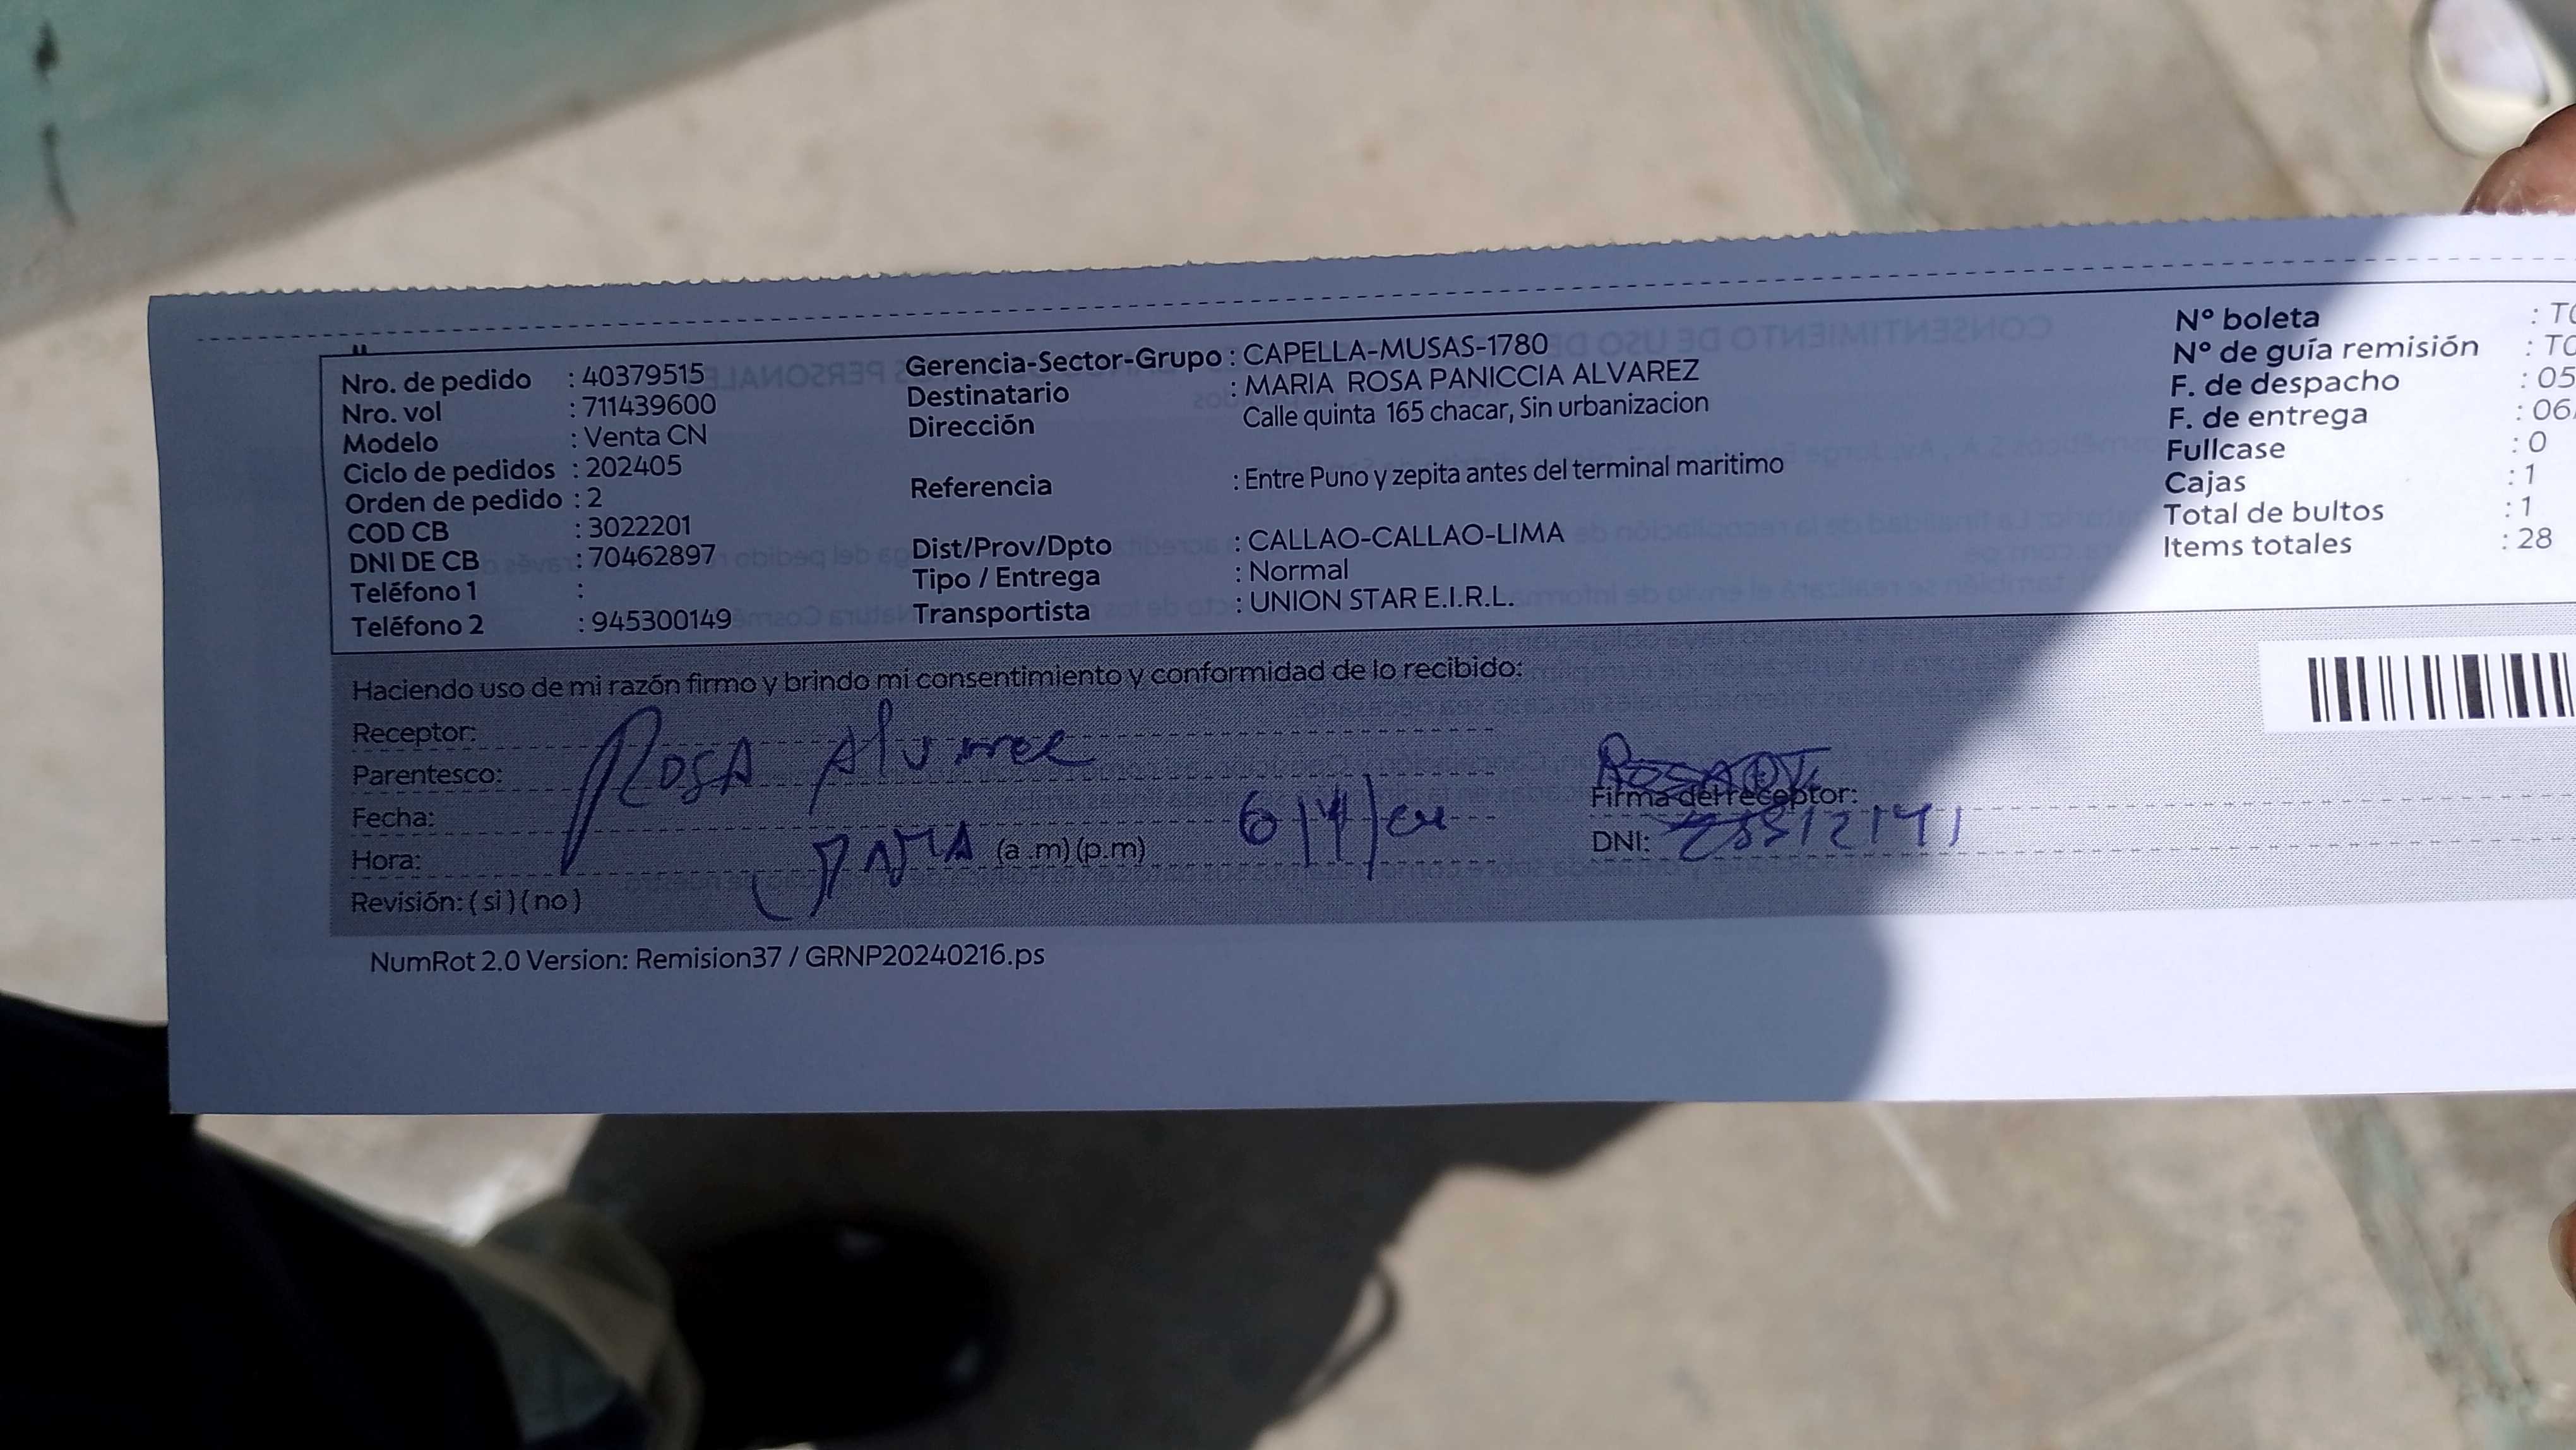 Nro. de pedido : 40379515
Nro. vol : 711439600
Modelo : Venta CN
Ciclo de pedidos : 202405
Orden de pedido : 2
COD CB : 3022201
DNI DE CB : 70462897
Teléfono 1 :
Teléfono 2 : 945300149
Gerencia-Sector-Grupo : CAPELLA-MUSAS-1780
Destinatario : MARIA ROSA PANICCIA ALVAREZ
Dirección Calle quinta 165 chacar, Sin urbanizacion
Referencia : Entre Puno y zepita antes del terminal maritimo
Dist/Prov/Dpto : CALLAO-CALLAO-LIMA
Tipo / Entrega : Normal
Transportista : UNION STAR E.I.R.L.
Nº boleta : T0
Nº de guía remisión : T0
F. de despacho : 05
F. de entrega : 06
Fullcase : 0
Cajas : 1
Total de bultos : 1
Items totales : 28
Haciendo uso de mi razón firmo y brindo mi consentimiento y conformidad de lo recibido:
Receptor: ROSA Alvarez
Parentesco:
Fecha:
Hora: (a .m) (p.m)
Revisión: ( si ) ( no )
Firma del receptor:
DNI:
NumRot 2.0 Version: Remision37 / GRNP20240216.ps